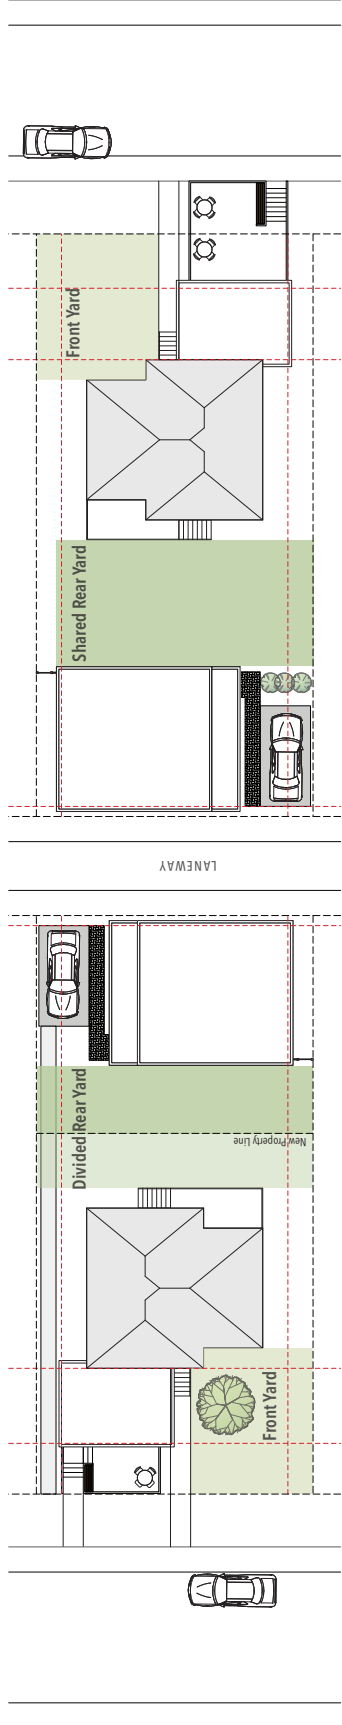 Front Yard
Shared Rear Yard
LANEWAY
Divided Rear Yard
New Property Line
Front Yard